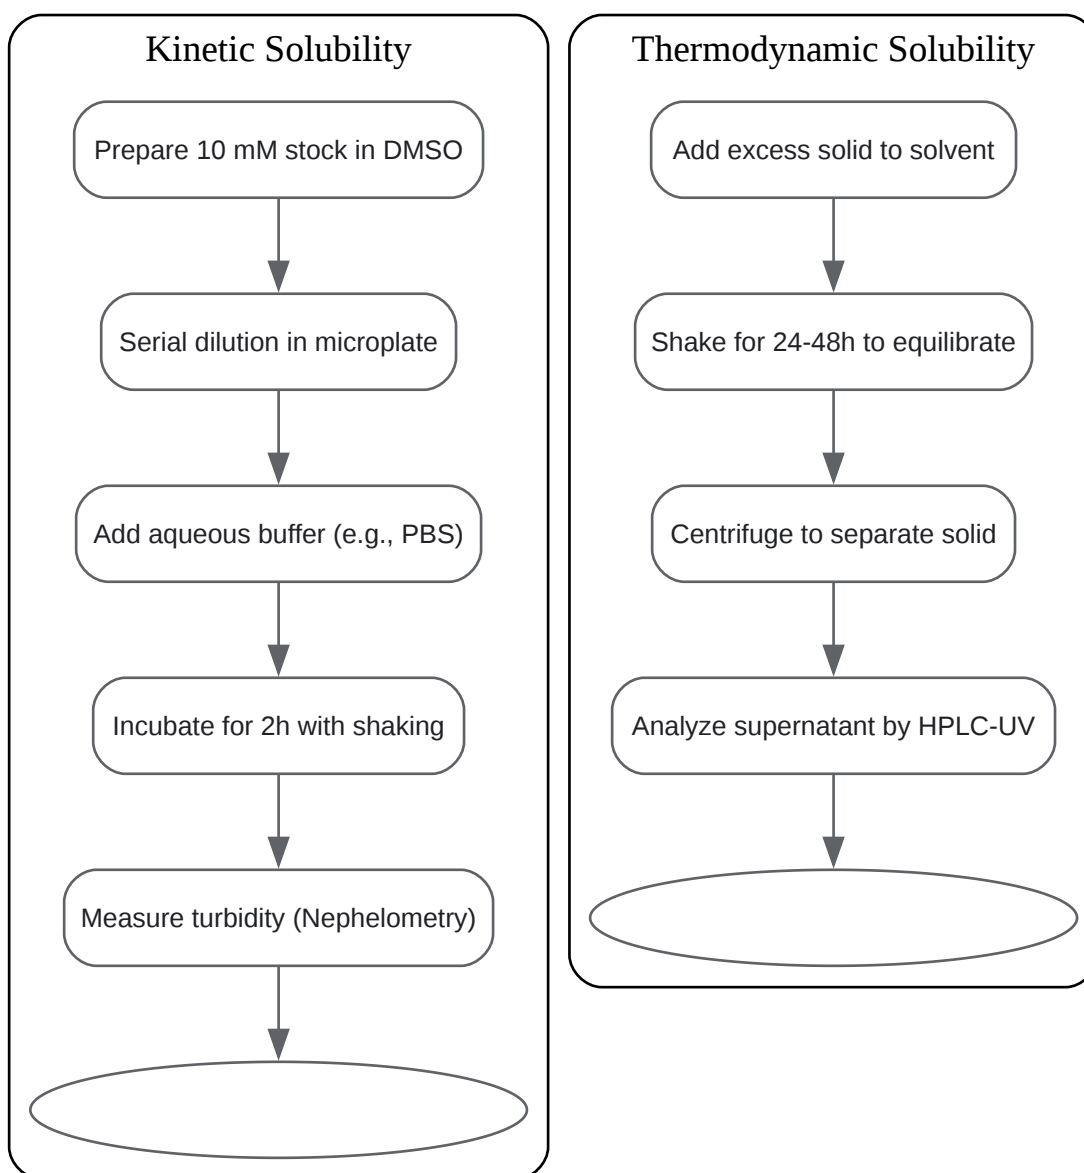 Kinetic Solubility
Prepare 10 mM stock in DMSO
Serial dilution in microplate
Add aqueous buffer (e.g., PBS)
Incubate for 2h with shaking
Measure turbidity (Nephelometry)
Thermodynamic Solubility
Add excess solid to solvent
Shake for 24-48h to equilibrate
Centrifuge to separate solid
Analyze supernatant by HPLC-UV